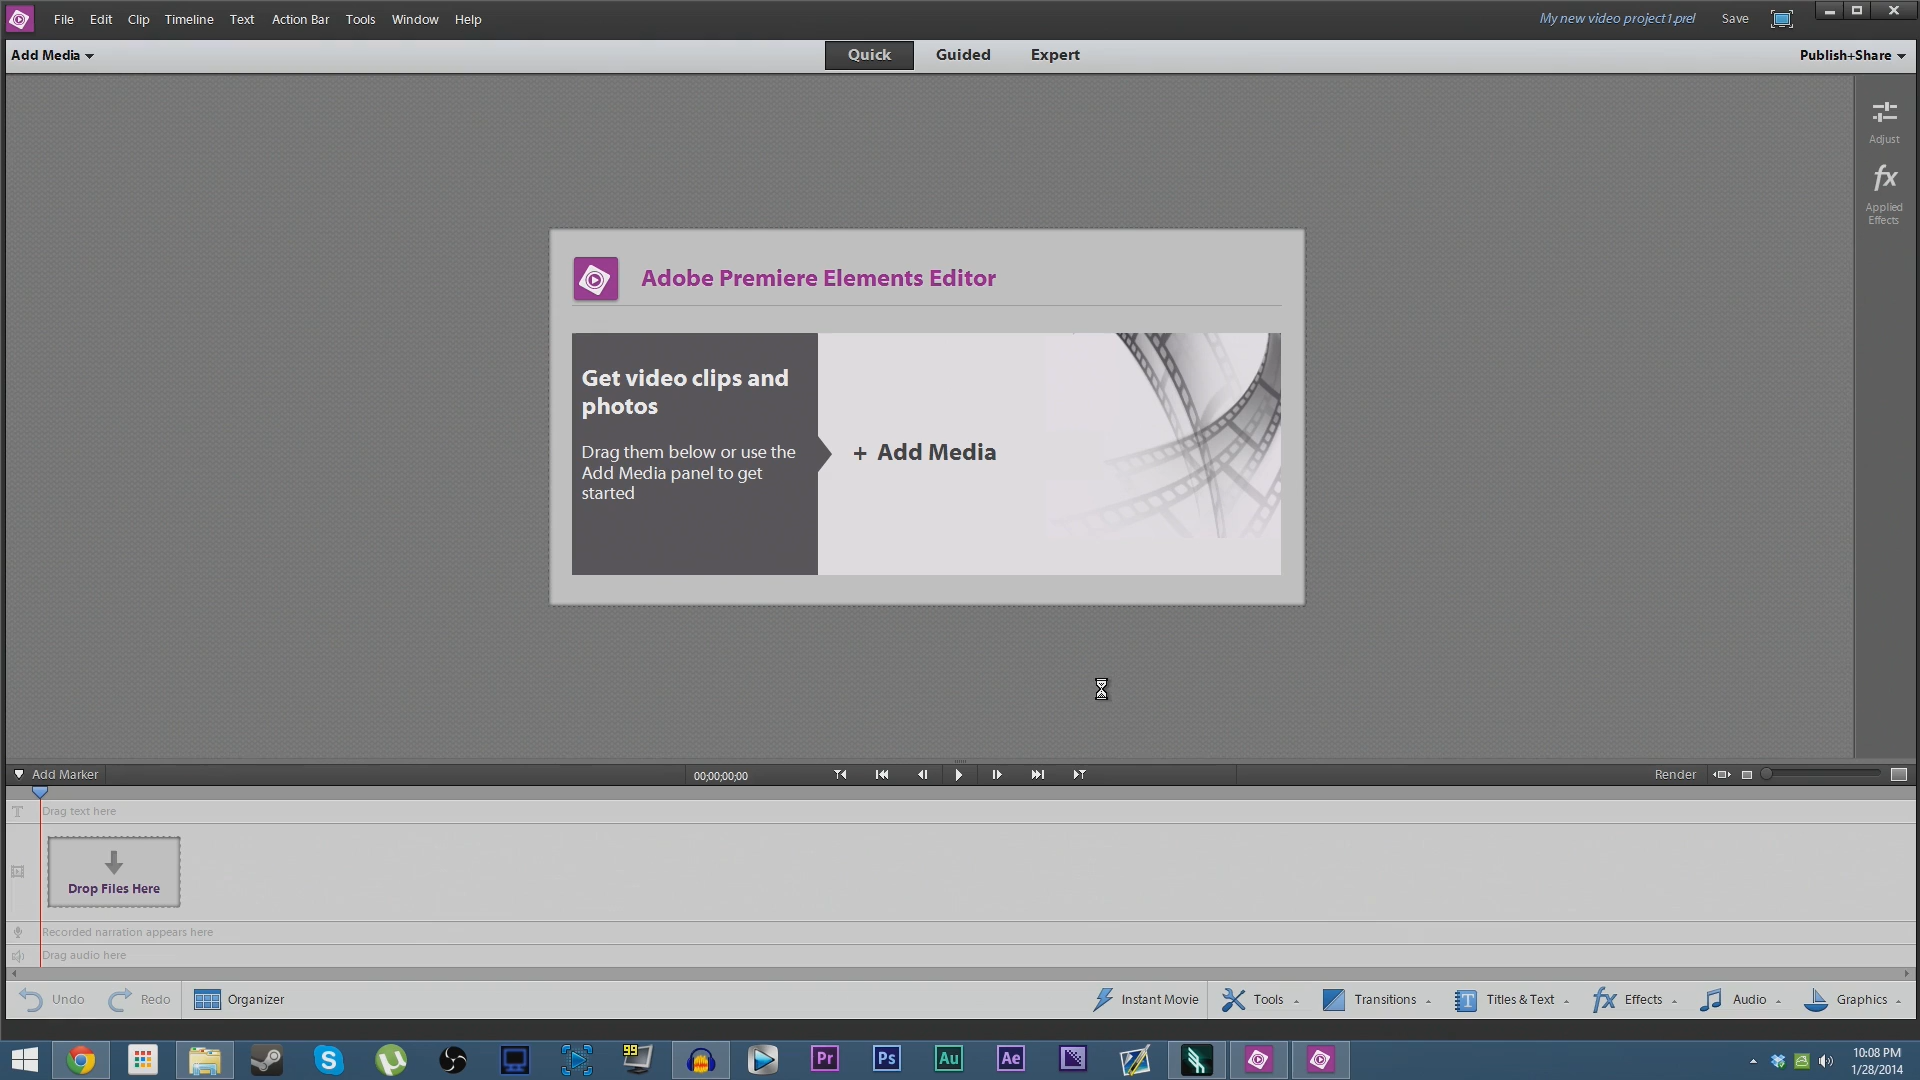 File Edit Clip Timeline Text Action Bar Tools Window Help
My new video project1.prel Save
Add Media
Quick Guided Expert
Publish+Share
Adjust
fx
Applied
Effects
Adobe Premiere Elements Editor
Get video clips and
photos
Drag them below or use the
Add Media panel to get
started
+ Add Media
Add Marker
00;00;00;00
Render
T Drag text here
Drop Files Here
Recorded narration appears here
Drag audio here
Undo Redo Organizer
Instant Movie Tools Transitions T Titles & Text fx Effects Audio Graphics
S 99 Pr Ps Au Ae
10:08 PM
1/28/2014